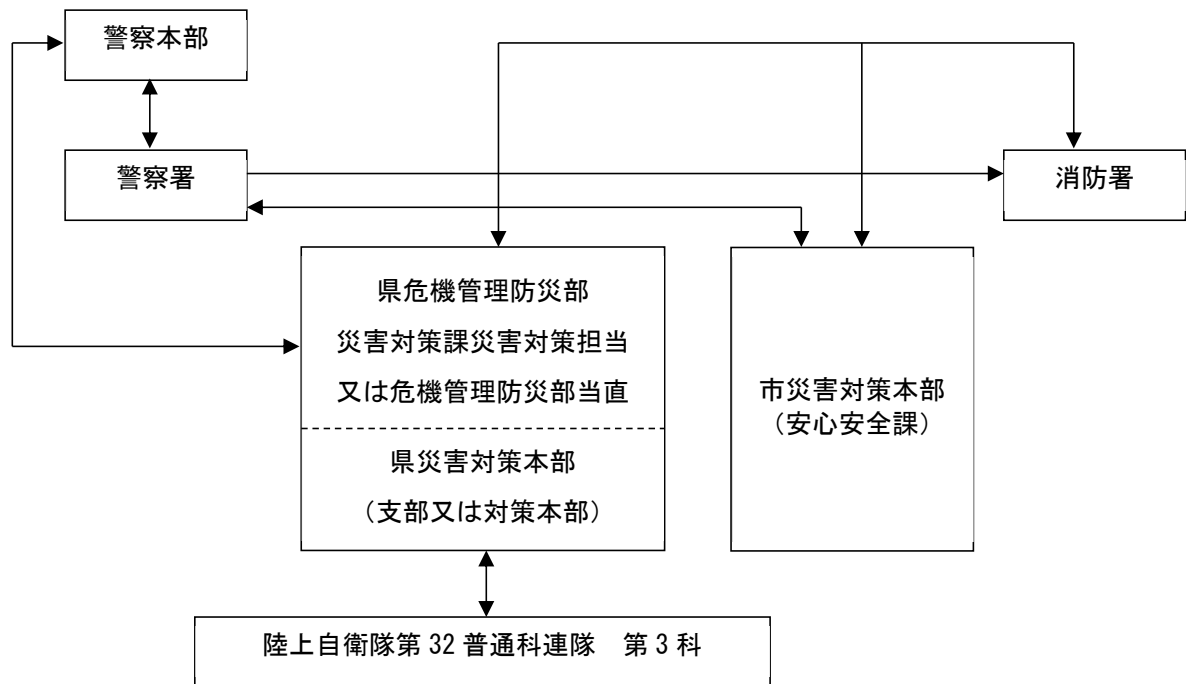 警察本部
警察署
消防署
県危機管理防災部
災害対策課災害対策担当
又は危機管理防災部当直
県災害対策本部
（支部又は対策本部）
市災害対策本部
（安心安全課）
陸上自衛隊第 32 普通科連隊　第 3 科